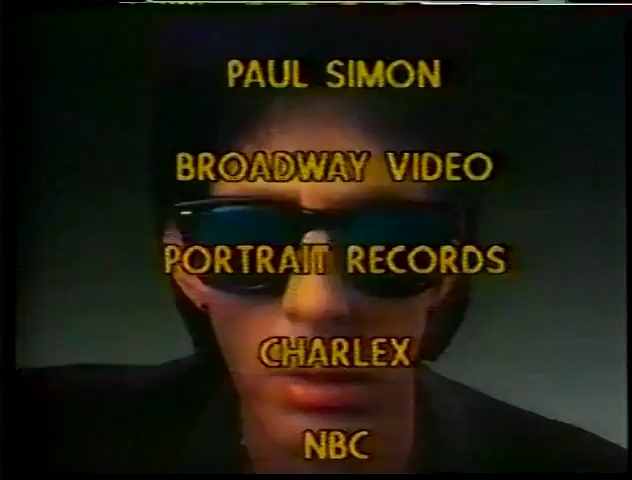 PAUL SIMON
BROADWAY VIDEO
PORTRAIT RECORDS
CHARLEX
NBC